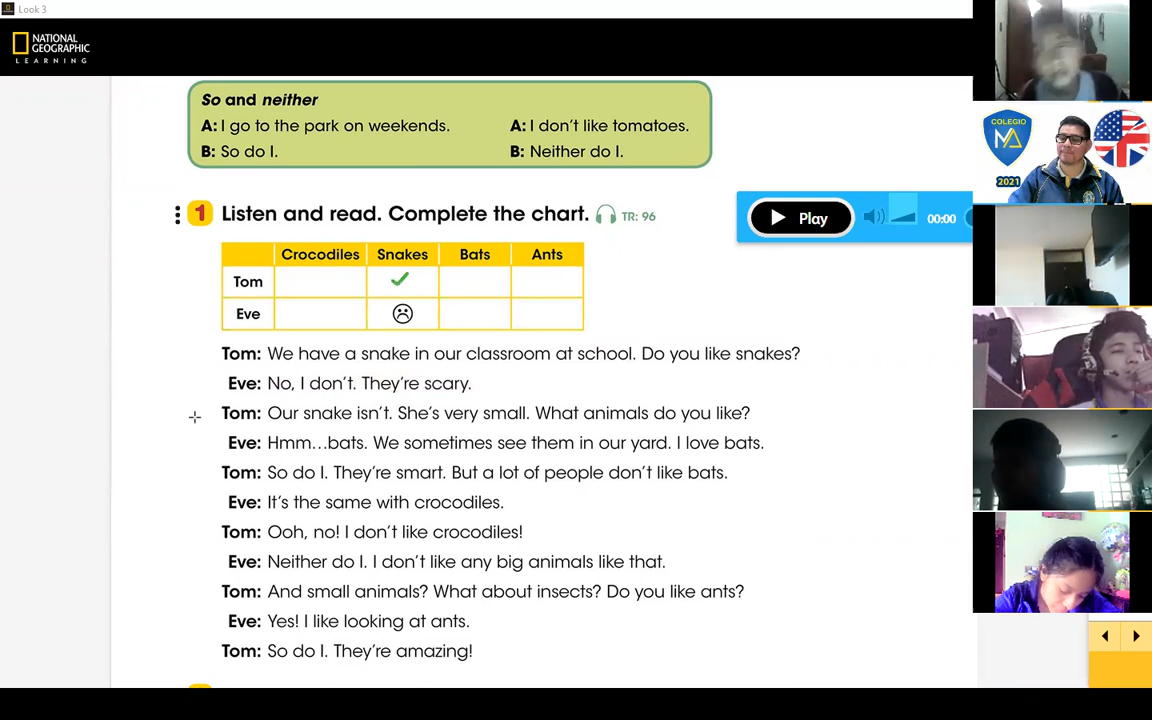 Look 3
NATIONAL
GEOGRAPHIC
LEARNING
So and neither
A: I go to the park on weekends.
B: So do I.
A: I don't like tomatoes.
B: Neither do I.
1 Listen and read. Complete the chart. TR: 96
Play 00:00
Crocodiles Snakes Bats Ants
Tom
Eve
Tom: We have a snake in our classroom at school. Do you like snakes?
Eve: No, I don't. They're scary.
Tom: Our snake isn't. She's very small. What animals do you like?
Eve: Hmm...bats. We sometimes see them in our yard. I love bats.
Tom: So do I. They're smart. But a lot of people don't like bats.
Eve: It's the same with crocodiles.
Tom: Ooh, no! I don't like crocodiles!
Eve: Neither do I. I don't like any big animals like that.
Tom: And small animals? What about insects? Do you like ants?
Eve: Yes! I like looking at ants.
Tom: So do I. They're amazing!
COLEGIO
MA
2021